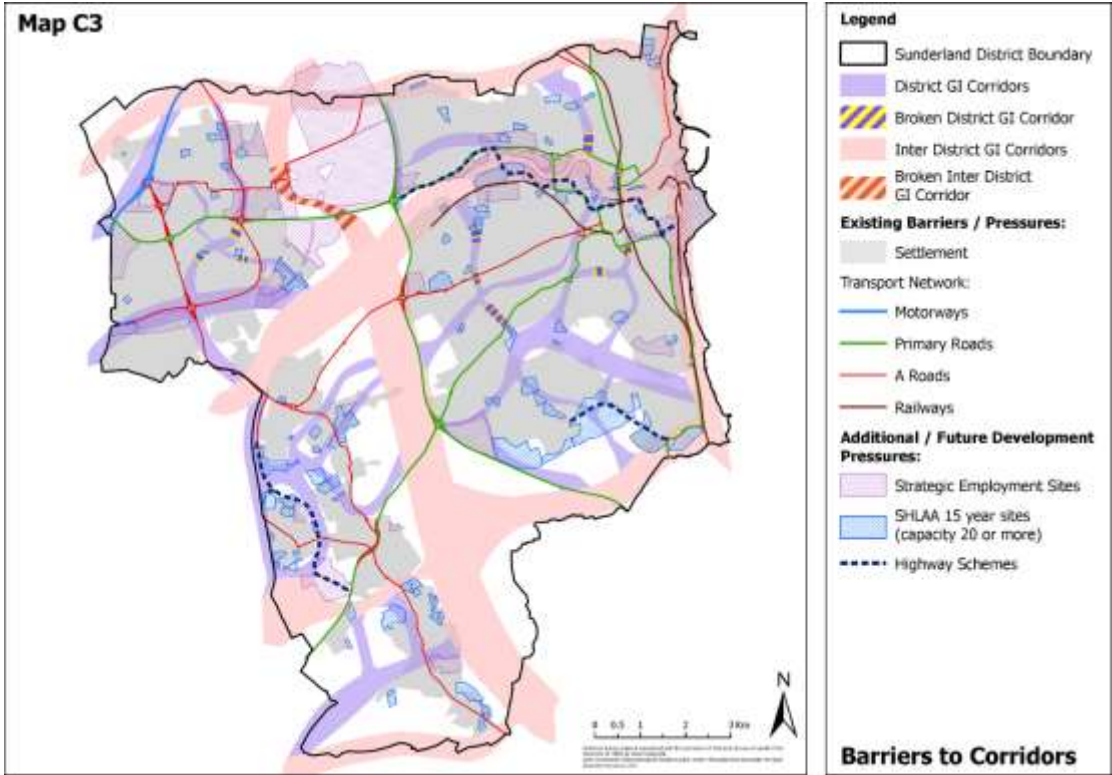 Map C3
N
0 0.5 1 2 3 Km
Legend
Sunderland District Boundary
District GI Corridors
Broken District GI Corridor
Inter District GI Corridors
Broken Inter District
GI Corridor
Existing Barriers / Pressures:
Settlement
Transport Network:
Motorways
Primary Roads
A Roads
Railways
Additional / Future Development
Pressures:
Strategic Employment Sites
SHLAA 15 year sites
(capacity 20 or more)
Highway Schemes
Barriers to Corridors